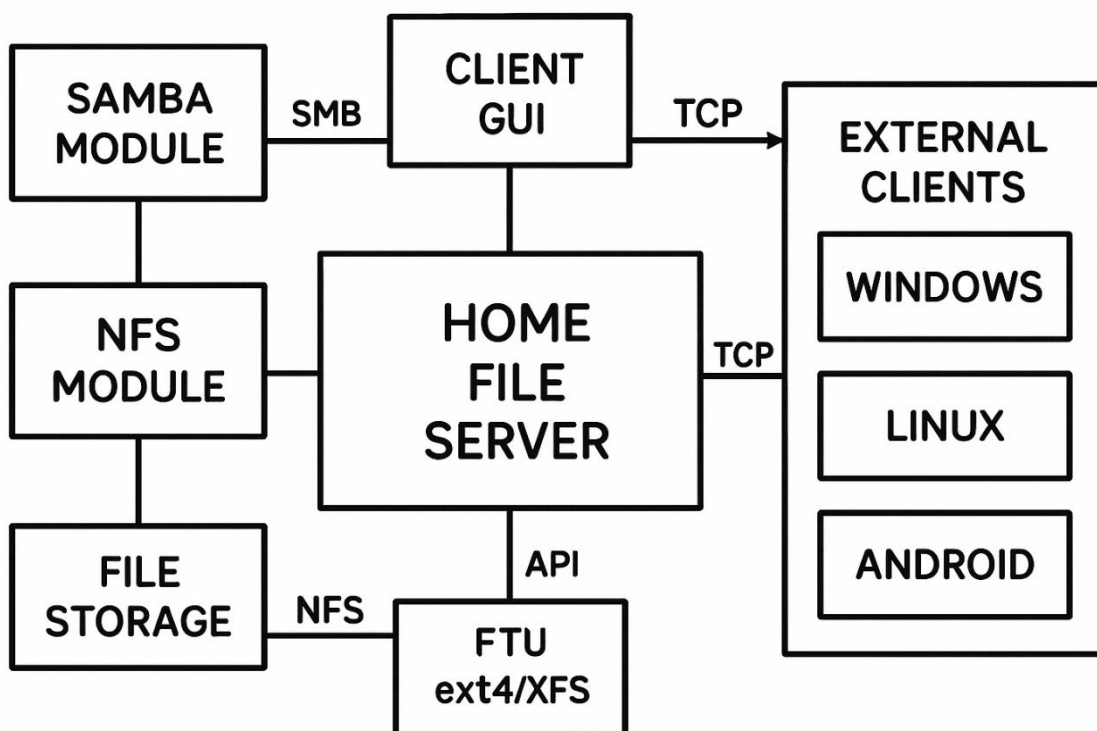 SAMBA
MODULE
SMB
CLIENT
GUI
TCP
EXTERNAL
CLIENTS
WINDOWS
LINUX
ANDROID
NFS
MODULE
HOME
FILE
SERVER
TCP
API
FILE
STORAGE
NFS
FTU
ext4/XFS